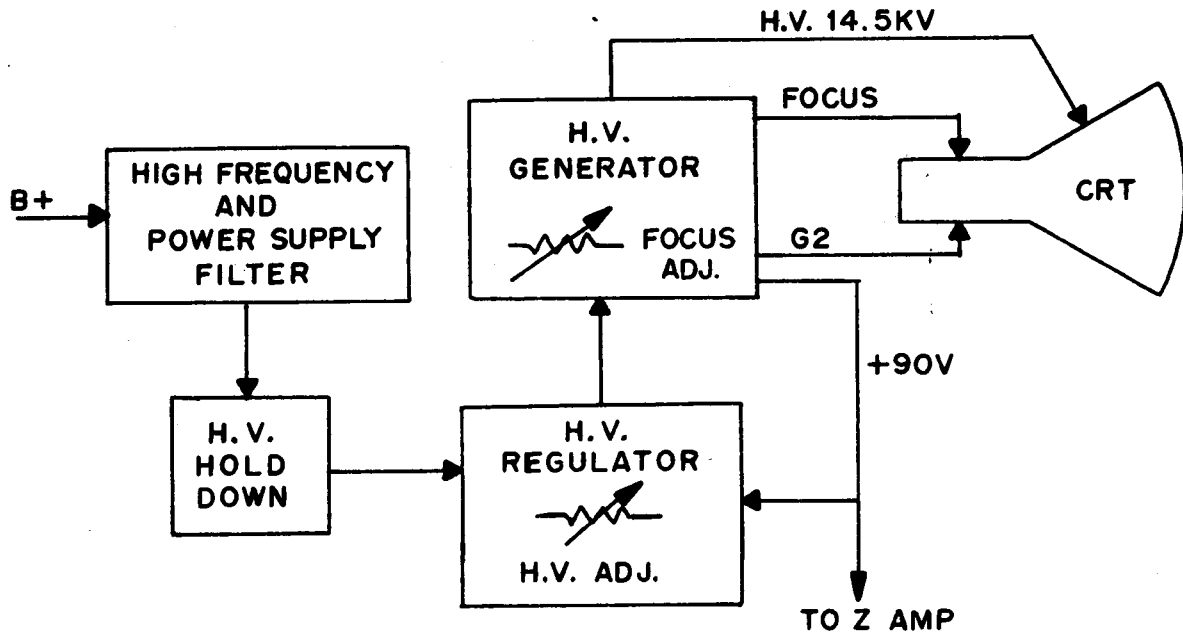 H.V. 14.5KV
FOCUS
H.V.
GENERATOR
FOCUS
ADJ.
CRT
G2
B+
HIGH FREQUENCY
AND
POWER SUPPLY
FILTER
+90V
H.V.
HOLD
DOWN
H.V.
REGULATOR
H.V. ADJ.
TO Z AMP